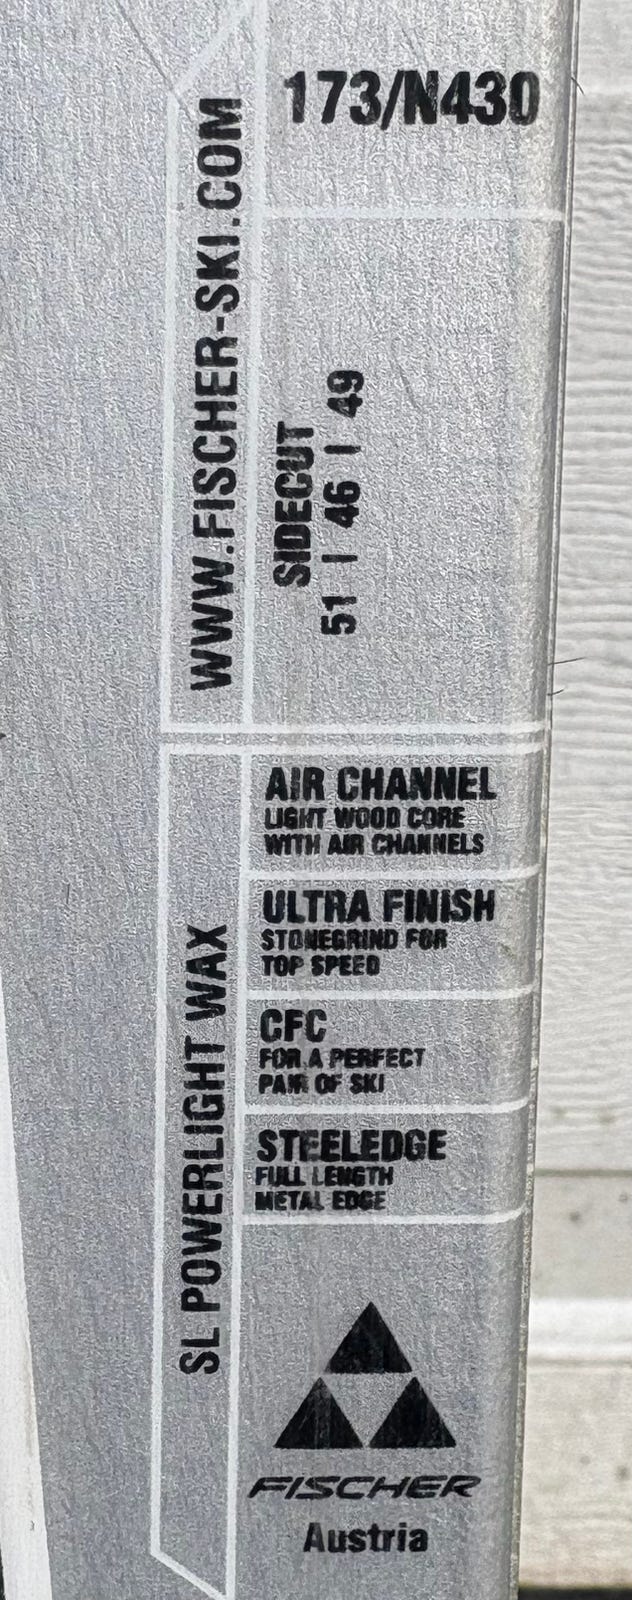 173/N430
WWW.FISCHER-SKI.COM
SIDECUT
51 | 46 | 49
AIR CHANNEL
LIGHT WOOD CORE
WITH AIR CHANNELS
ULTRA FINISH
STONEGRIND FOR
TOP SPEED
CFC
FOR A PERFECT
PAIR OF SKI
STEELEDGE
FULL LENGTH
METAL EDGE
SL POWERLIGHT WAX
FISCHER
Austria